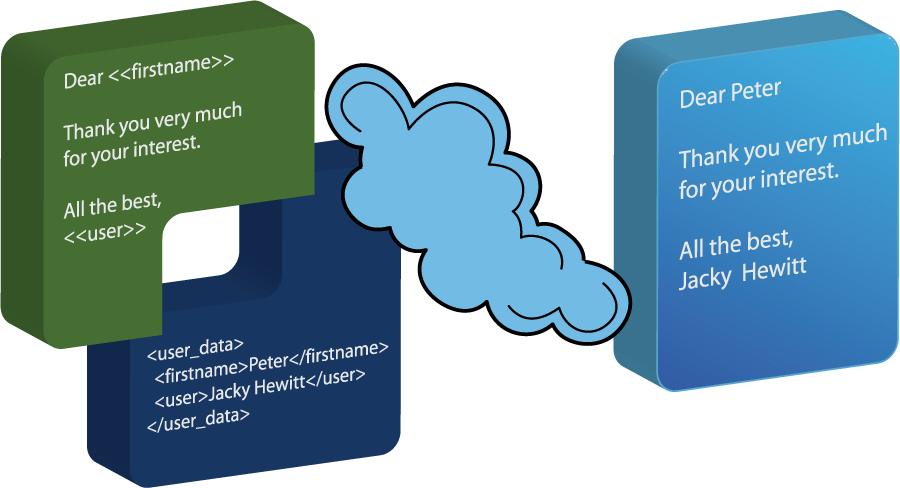 Dear <<firstname>>
Thank you very much
for your interest.
All the best,
<<user>>
<user_data>
<firstname>Peter</firstname>
<user>Jacky Hewitt</user>
</user_data>
Dear Peter
Thank you very much
for your interest.
All the best,
Jacky Hewitt